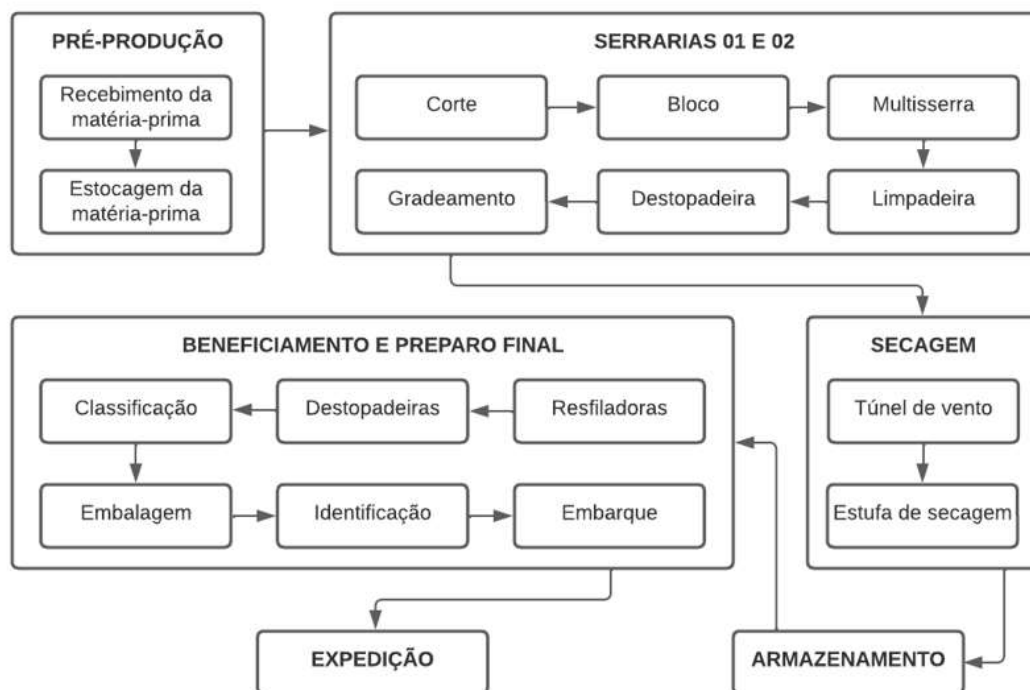 PRÉ-PRODUÇÃO
Recebimento da
matéria-prima
Estocagem da
matéria-prima
SERRARIAS 01 E 02
Corte
Bloco
Multisserra
Gradeamento
Destopadeira
Limpadeira
BENEFICIAMENTO E PREPARO FINAL
Classificação
Destopadeiras
Resfiladoras
Embalagem
Identificação
Embarque
SECAGEM
Túnel de vento
Estufa de secagem
EXPEDIÇÃO
ARMAZENAMENTO